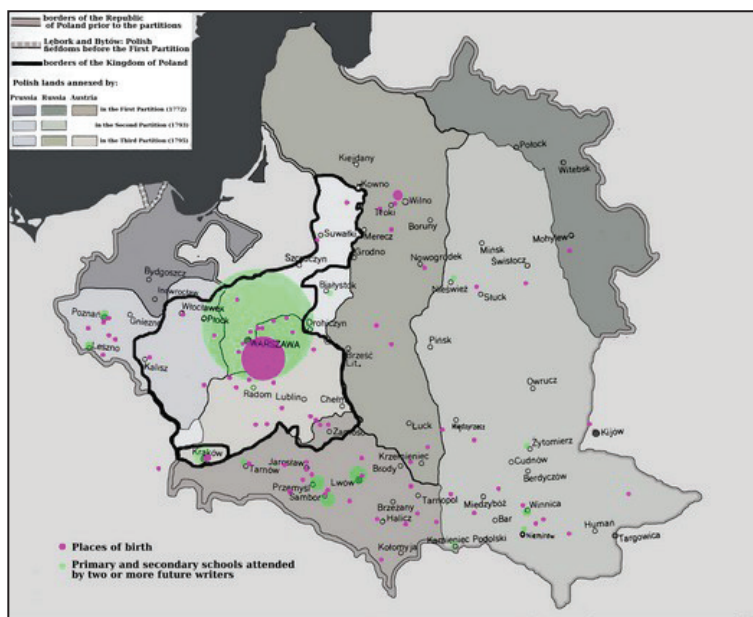 borders of the Republic
of Poland prior to the partitions
Lębork and Bytów: Polish
fiefdoms before the First Partition
borders of the Kingdom of Poland
Polish lands annexed by:
Prussia Russia Austria
in the First Partition (1772)
in the Second Partition (1793)
in the Third Partition (1795)
Połock
Witebsk
Kiejdany
Kowno
Troki
Wilno
Suwałki
Merecz
Boruny
Mińsk
Mohylew
Szczuczyn
Grodno
Nowogródek
Świsłocz
Bydgoszcz
Białystok
Nieśwież
Słuck
Inowrocław
Poznań
Gniezno
Włocławek
Płock
Drohiczyn
WARSZAWA
Leszno
Kalisz
Brześć
Lit.
Pińsk
Radom
Lublin
Chełm
Owrucz
Zamość
Łuck
Międzyrzecz
Kijów
Kraków
Żytomierz
Tarnów
Jarosław
Krzemieniec
Cudnów
Przemyśl
Lwów
Brody
Berdyczów
Sambor
Brzeżany
Tarnopol
Międzybóż
Winnica
Halicz
Bar
Niemirów
Humań
Targowica
Kołomyja
Kamieniec Podolski
Places of birth
Primary and secondary schools attended
by two or more future writers